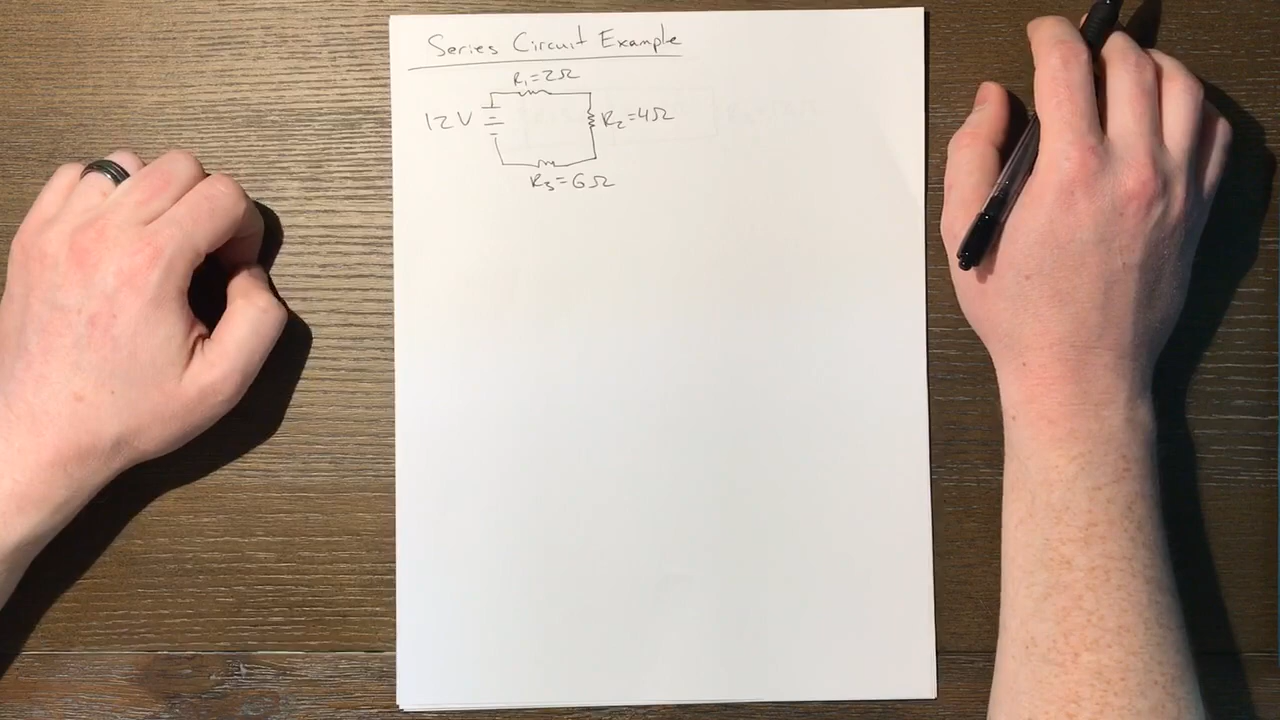 Series Circuit Example
R₁=2Ω
12V
R₂=4Ω
R₃=6Ω